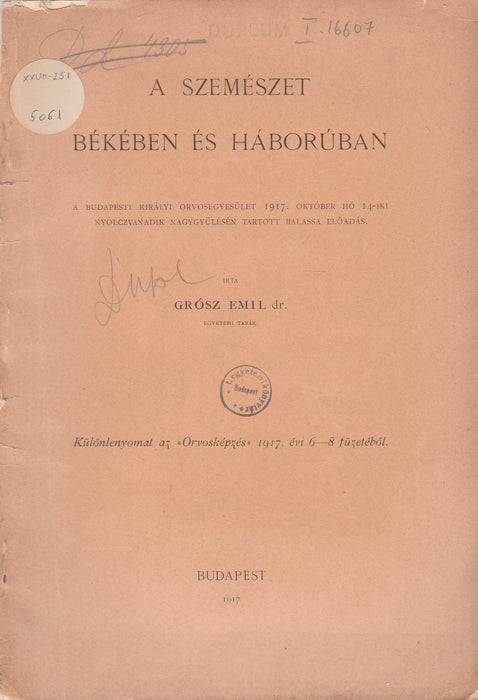 DUPLUM I. 16607
4305
XXVII-251
5061
A SZEMÉSZET
BÉKÉBEN ÉS HÁBORÚBAN
A BUDAPESTI KIRÁLYI ORVOSEGYESÜLET 1917. OKTÓBER HÓ 14-IKI
NYOLCZVANADIK NAGYGYŰLÉSÉN TARTOTT BALASSA ELŐADÁS.
IRTA
GRÓSZ EMIL dr.
EGYETEMI TANÁR.
Budapest
Különlenyomat az «Orvosképzés» 1917. évi 6—8 füzetéből.
BUDAPEST
1917